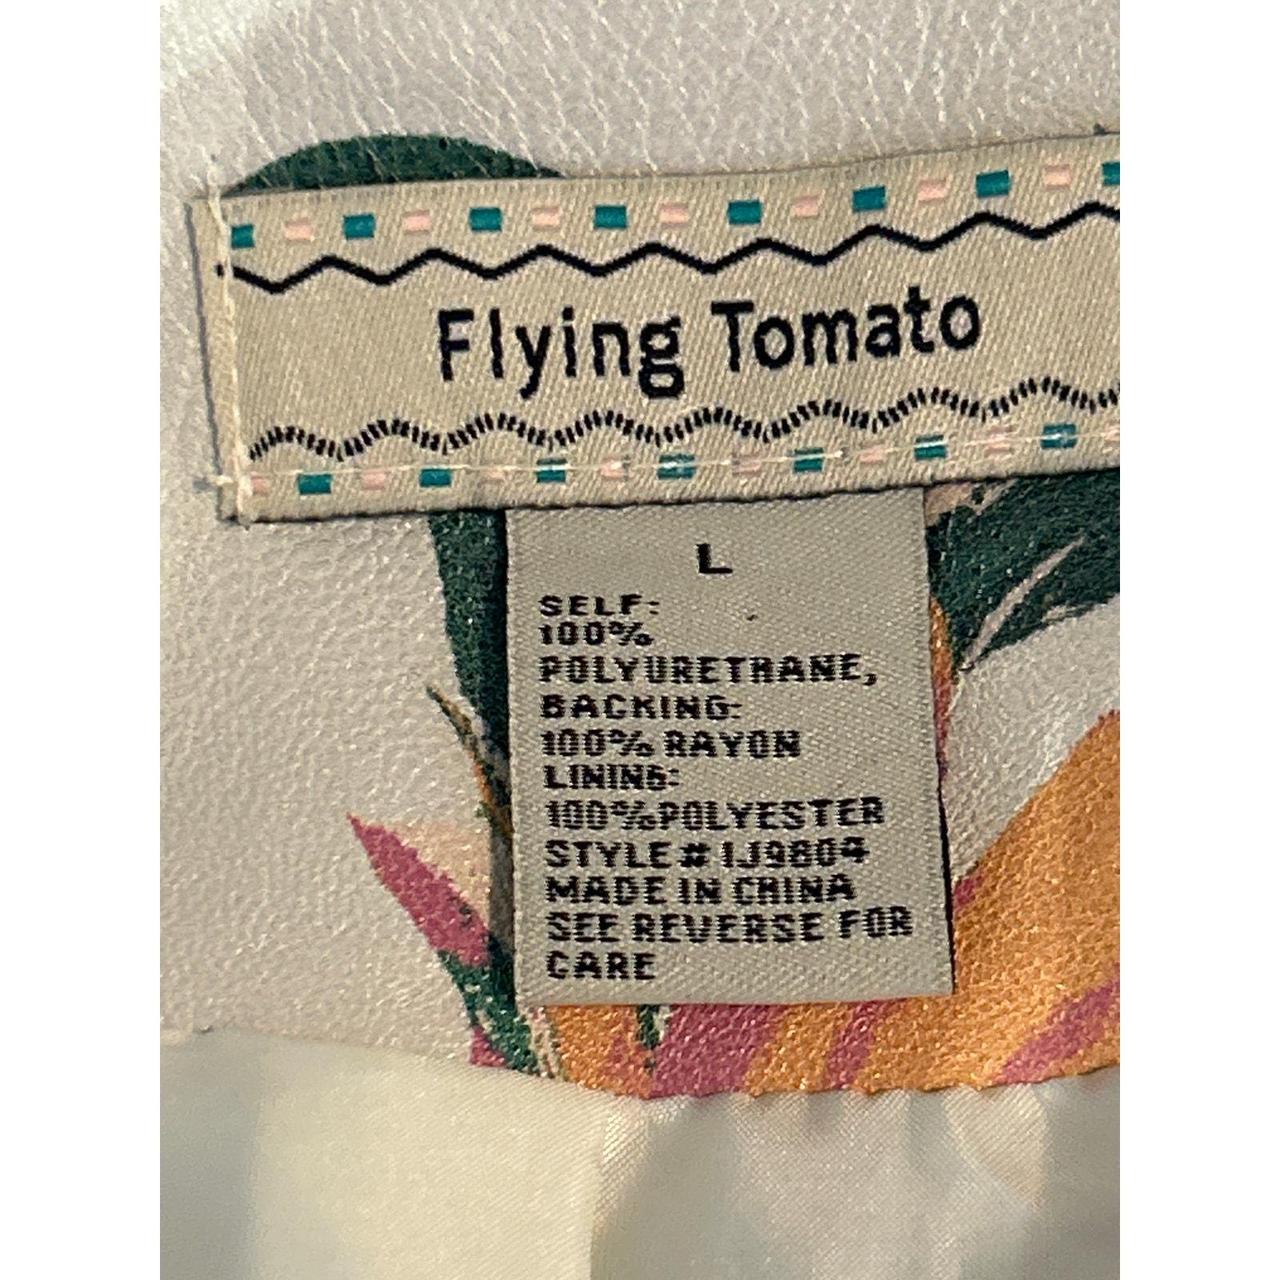 Flying Tomato
L
SELF:
100%
POLYURETHANE,
BACKING:
100% RAYON
LINING:
100%POLYESTER
STYLE# IJ9804
MADE IN CHINA
SEE REVERSE FOR
CARE